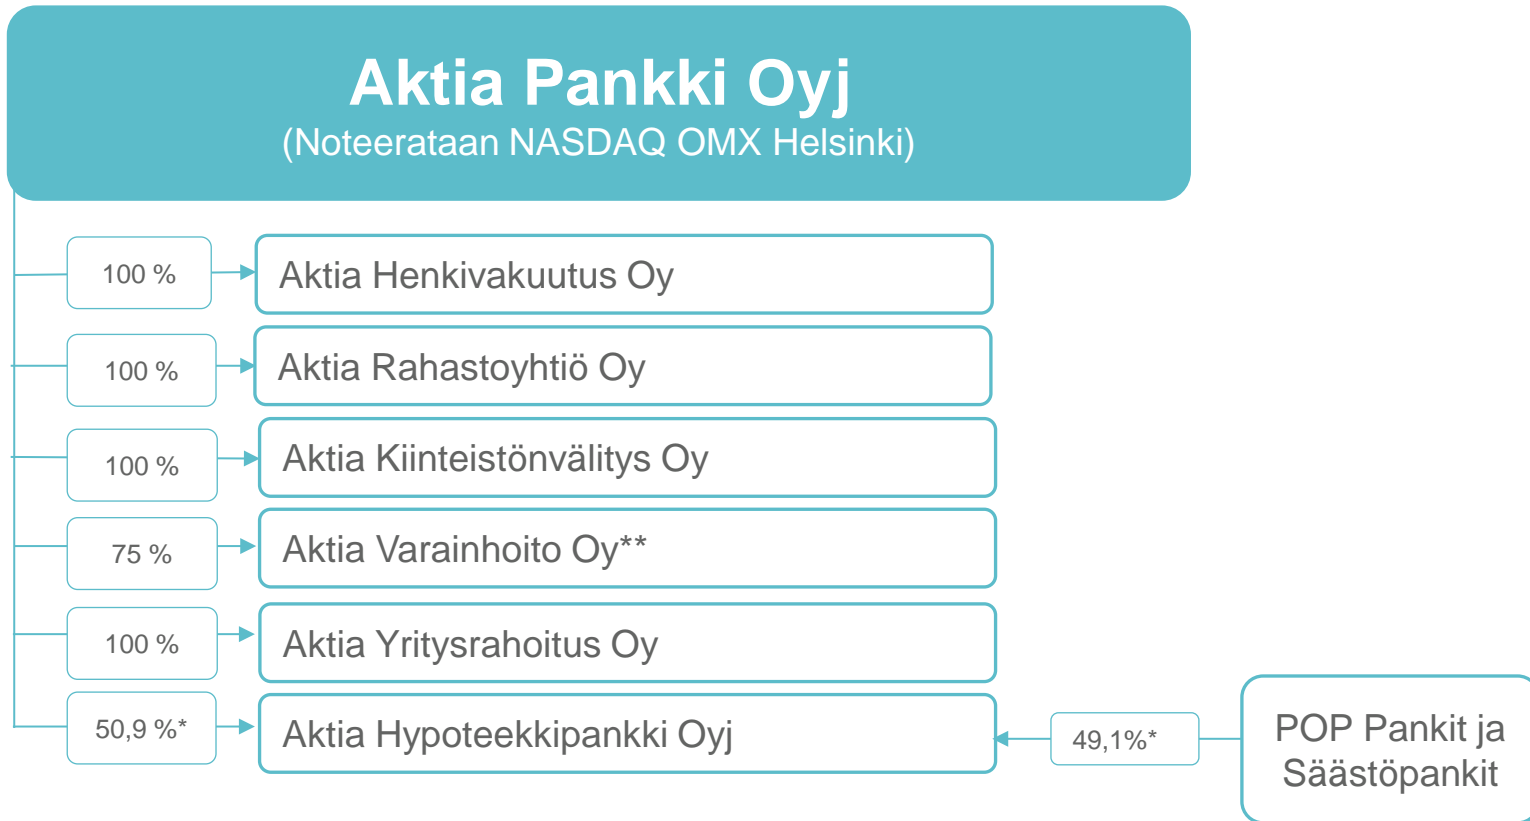 Aktia Pankki Oyj
(Noteerataan NASDAQ OMX Helsinki)
100 %
Aktia Henkivakuutus Oy
100 %
Aktia Rahastoyhtiö Oy
100 %
Aktia Kiinteistönvälitys Oy
75 %
Aktia Varainhoito Oy**
100 %
Aktia Yritysrahoitus Oy
50,9 %*
Aktia Hypoteekkipankki Oyj
49,1%*
POP Pankit ja
Säästöpankit